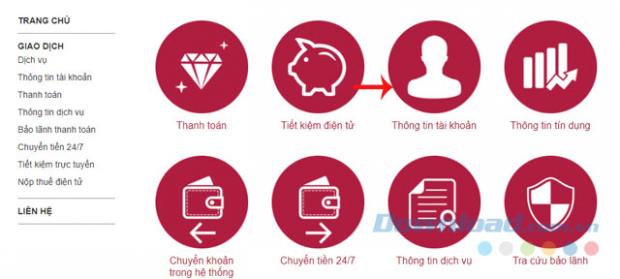 TRANG CHỦ
GIAO DỊCH
Dịch vụ
Thông tin tài khoản
Thanh toán
Thông tin dịch vụ
Bảo lãnh thanh toán
Chuyển tiền 24/7
Tiết kiệm trực tuyến
Nộp thuế điện tử
LIÊN HỆ
Thanh toán
Tiết kiệm điện tử
Thông tin tài khoản
Thông tin tín dụng
Chuyển khoản
trong hệ thống
Chuyển tiền 24/7
Thông tin dịch vụ
Tra cứu bảo lãnh
Download.com.vn